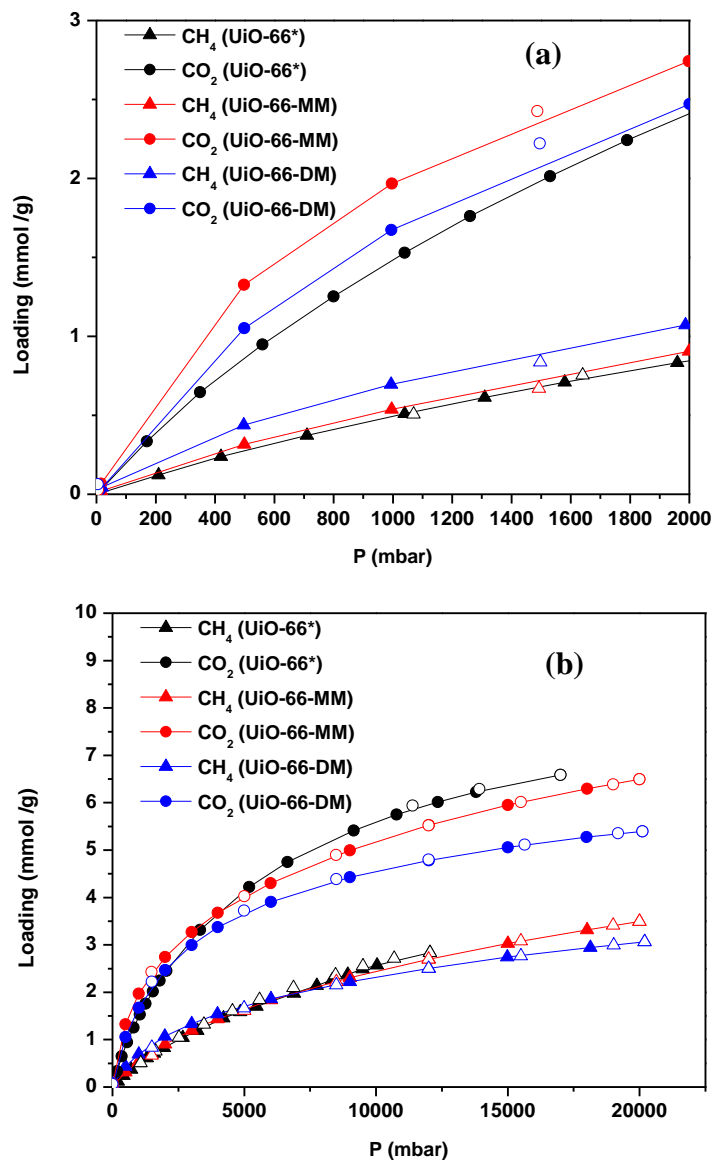 (a)
CH4 (UiO-66*)
CO2 (UiO-66*)
CH4 (UiO-66-MM)
CO2 (UiO-66-MM)
CH4 (UiO-66-DM)
CO2 (UiO-66-DM)
Loading (mmol /g)
3
2
1
0
0 200 400 600 800 1000 1200 1400 1600 1800 2000
P (mbar)
(b)
CH4 (UiO-66*)
CO2 (UiO-66*)
CH4 (UiO-66-MM)
CO2 (UiO-66-MM)
CH4 (UiO-66-DM)
CO2 (UiO-66-DM)
Loading (mmol /g)
10
9
8
7
6
5
4
3
2
1
0
0 5000 10000 15000 20000
P (mbar)